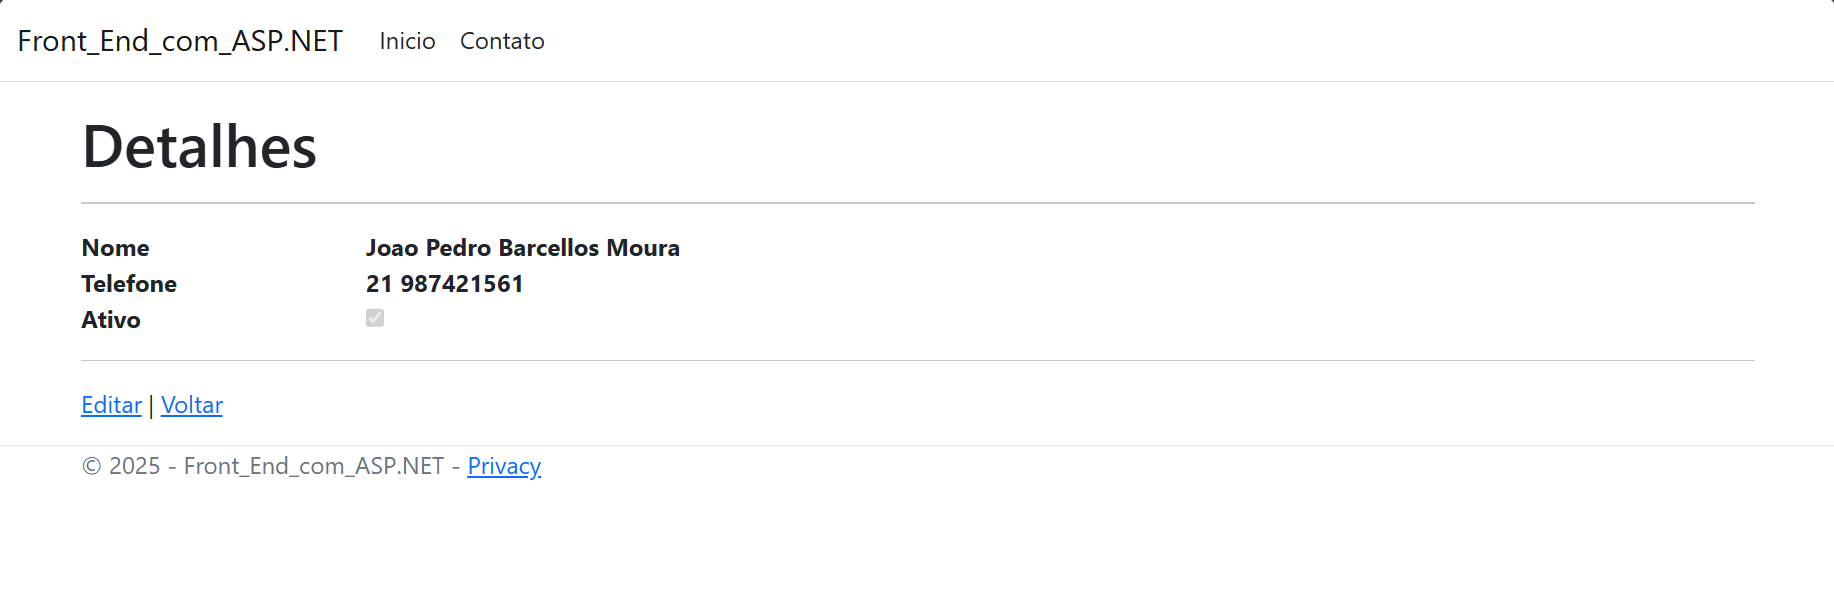 Front_End_com_ASP.NET Inicio Contato
Detalhes
Nome Joao Pedro Barcellos Moura
Telefone 21 987421561
Ativo
Editar | Voltar
© 2025 - Front_End_com_ASP.NET - Privacy